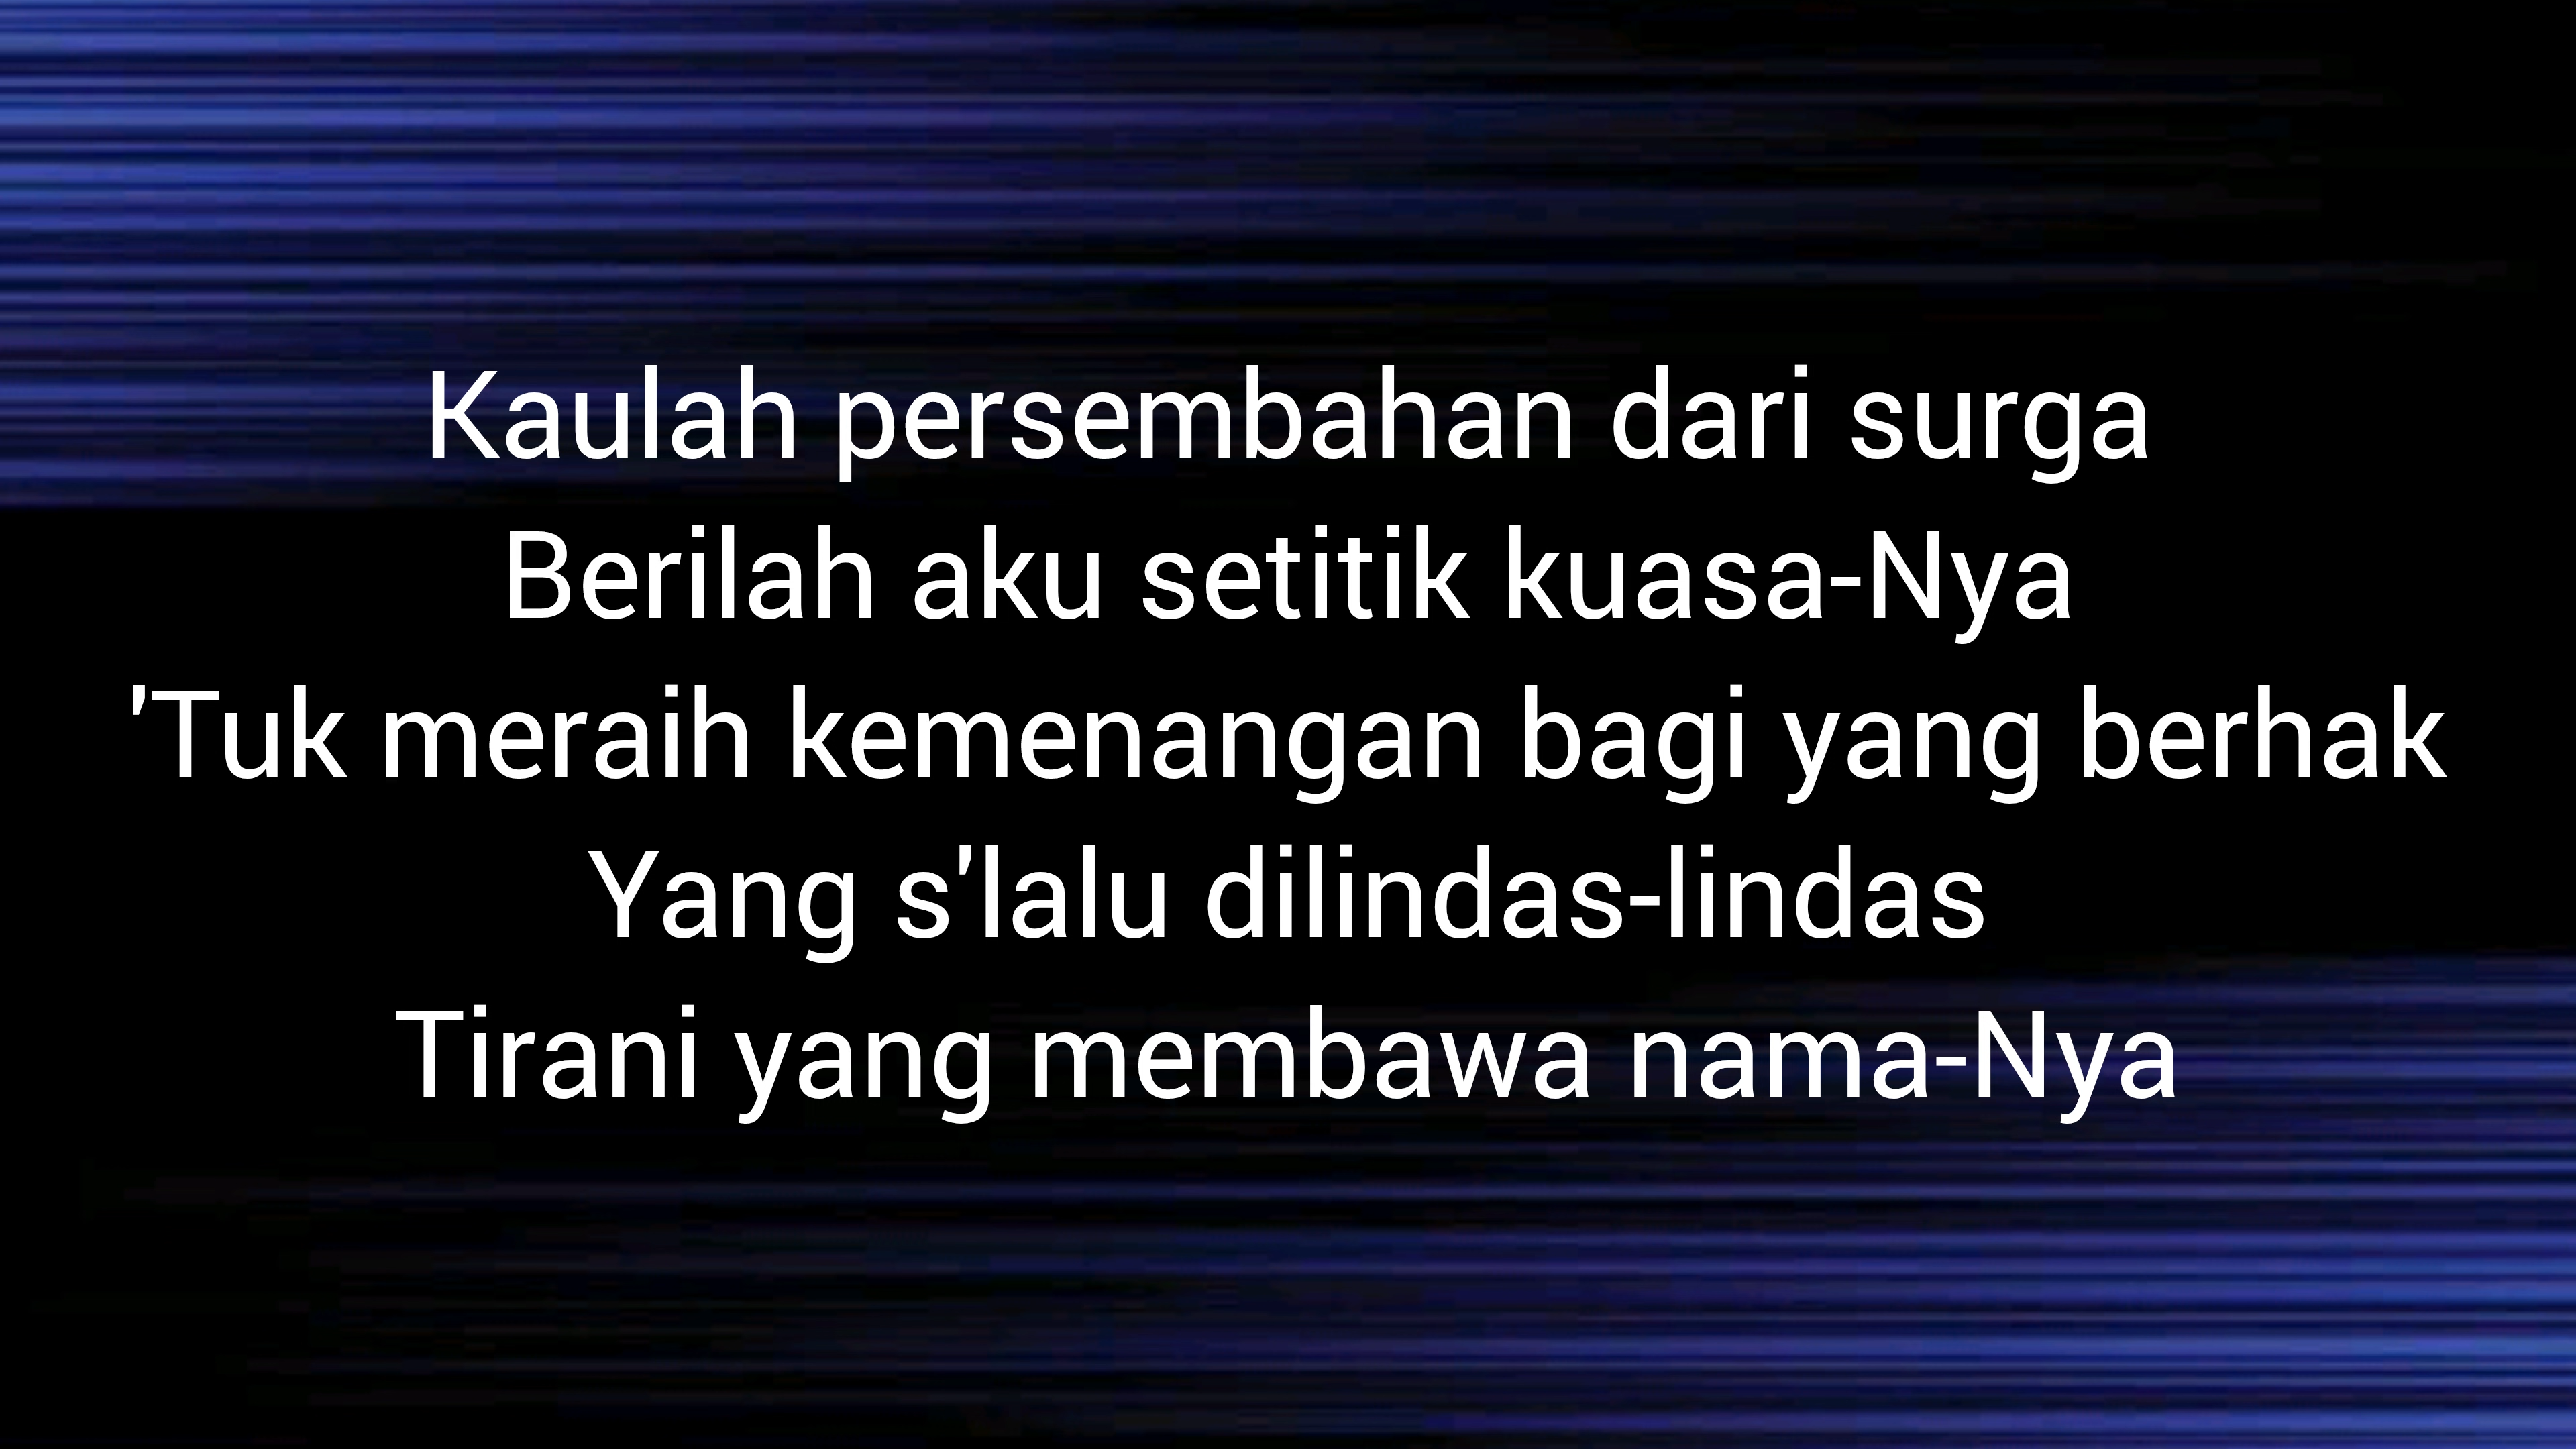 Kaulah persembahan dari surga
Berilah aku setitik kuasa-Nya
'Tuk meraih kemenangan bagi yang berhak
Yang s'lalu dilindas-lindas
Tirani yang membawa nama-Nya